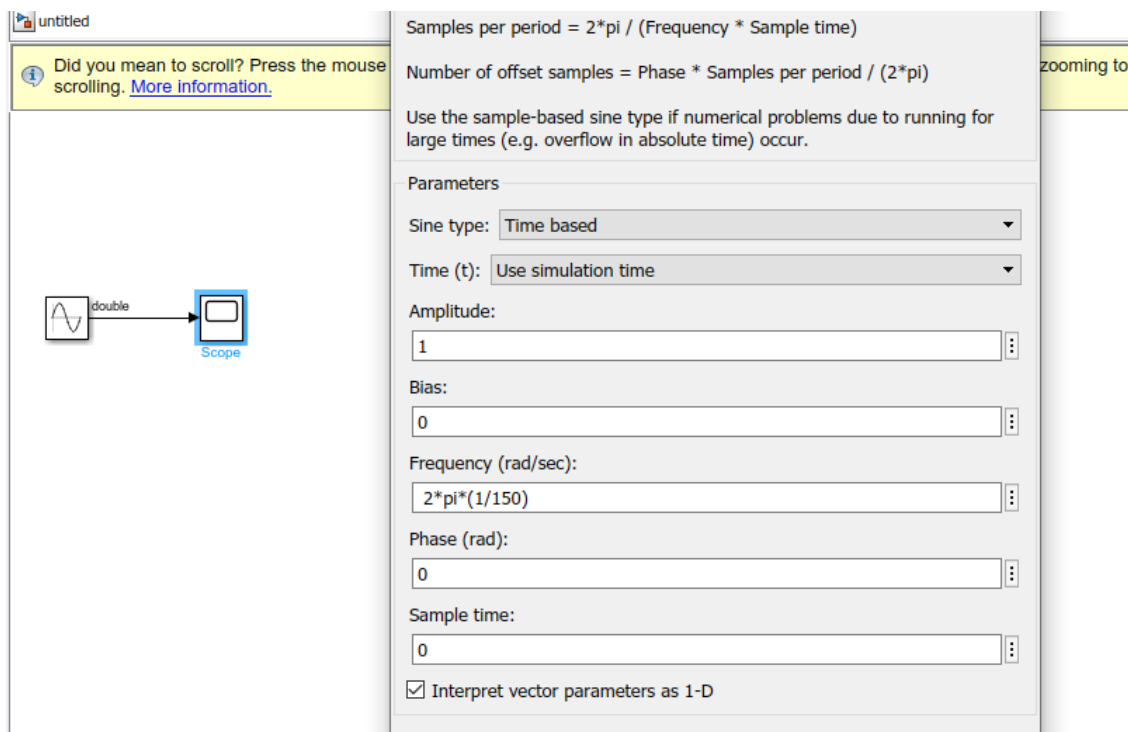 untitled
Did you mean to scroll? Press the mouse
scrolling. More information.
zooming to
double
Scope
Samples per period = 2*pi / (Frequency * Sample time)
Number of offset samples = Phase * Samples per period / (2*pi)
Use the sample-based sine type if numerical problems due to running for
large times (e.g. overflow in absolute time) occur.
Parameters
Sine type: Time based
Time (t): Use simulation time
Amplitude:
1
Bias:
0
Frequency (rad/sec):
2*pi*(1/150)
Phase (rad):
0
Sample time:
0
Interpret vector parameters as 1-D